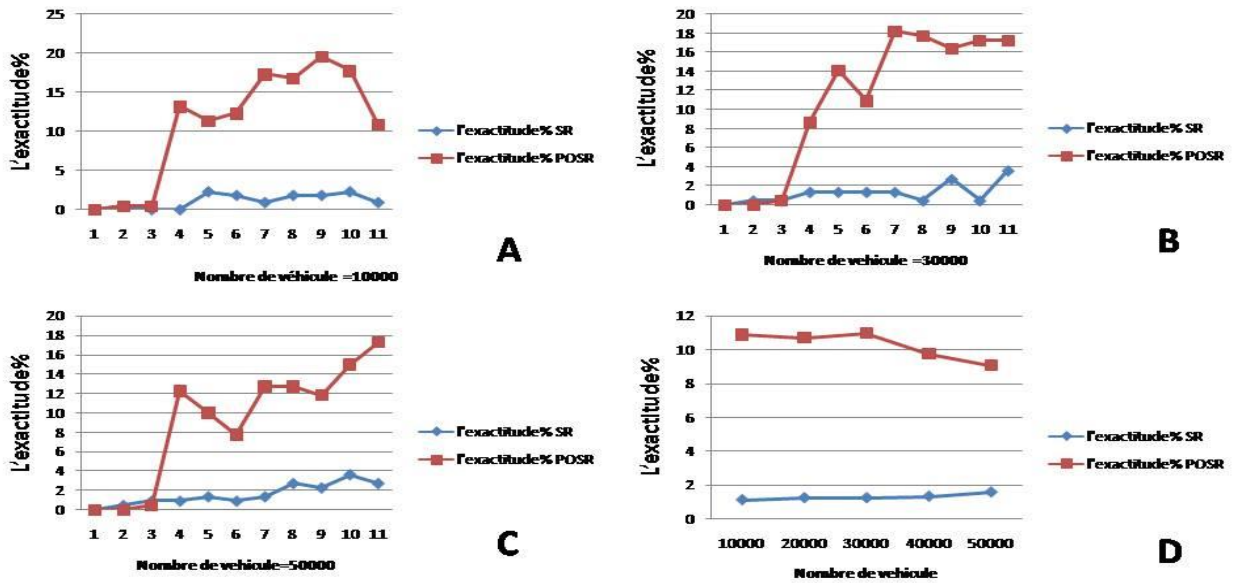 25
20
15
10
5
0
L'exactitude%
1 2 3 4 5 6 7 8 9 10 11
Nombre de véhicule =10000
l'exactitude% SR
l'exactitude% POSR
A
20
18
16
14
12
10
8
6
4
2
0
L'exactitude%
1 2 3 4 5 6 7 8 9 10 11
Nombre de vehicule =30000
l'exactitude% SR
l'exactitude% POSR
B
20
18
16
14
12
10
8
6
4
2
0
L'exactitude%
1 2 3 4 5 6 7 8 9 10 11
Nombre de vehicule=50000
l'exactitude% SR
l'exactitude% POSR
C
12
10
8
6
4
2
0
L'exactitude%
10000 20000 30000 40000 50000
Nombre de vehicule
l'exactitude% SR
l'exactitude% POSR
D